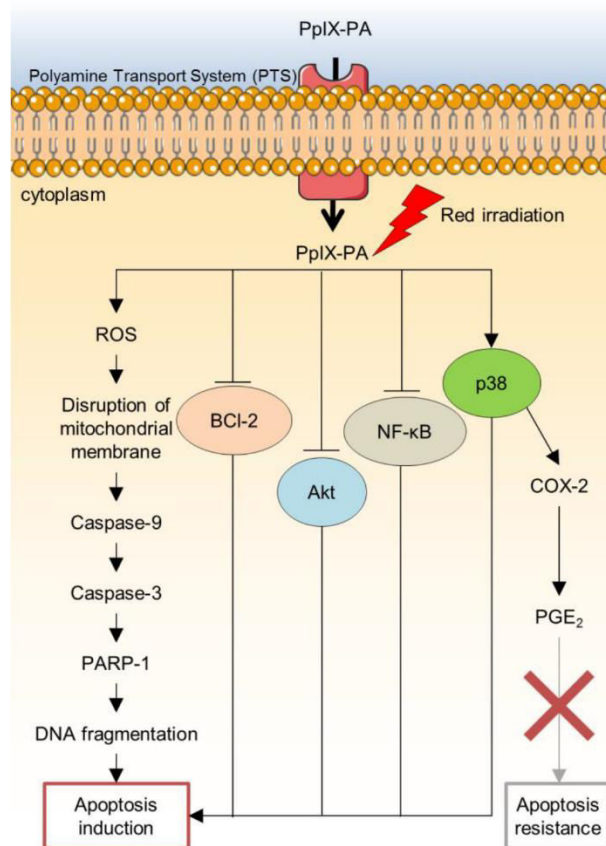 PpIX-PA
Polyamine Transport System (PTS)
cytoplasm
Red irradiation
PpIX-PA
ROS
Disruption of
mitochondrial
membrane
Caspase-9
Caspase-3
PARP-1
DNA fragmentation
Apoptosis
induction
BCl-2
Akt
NF-κB
p38
COX-2
PGE₂
Apoptosis
resistance